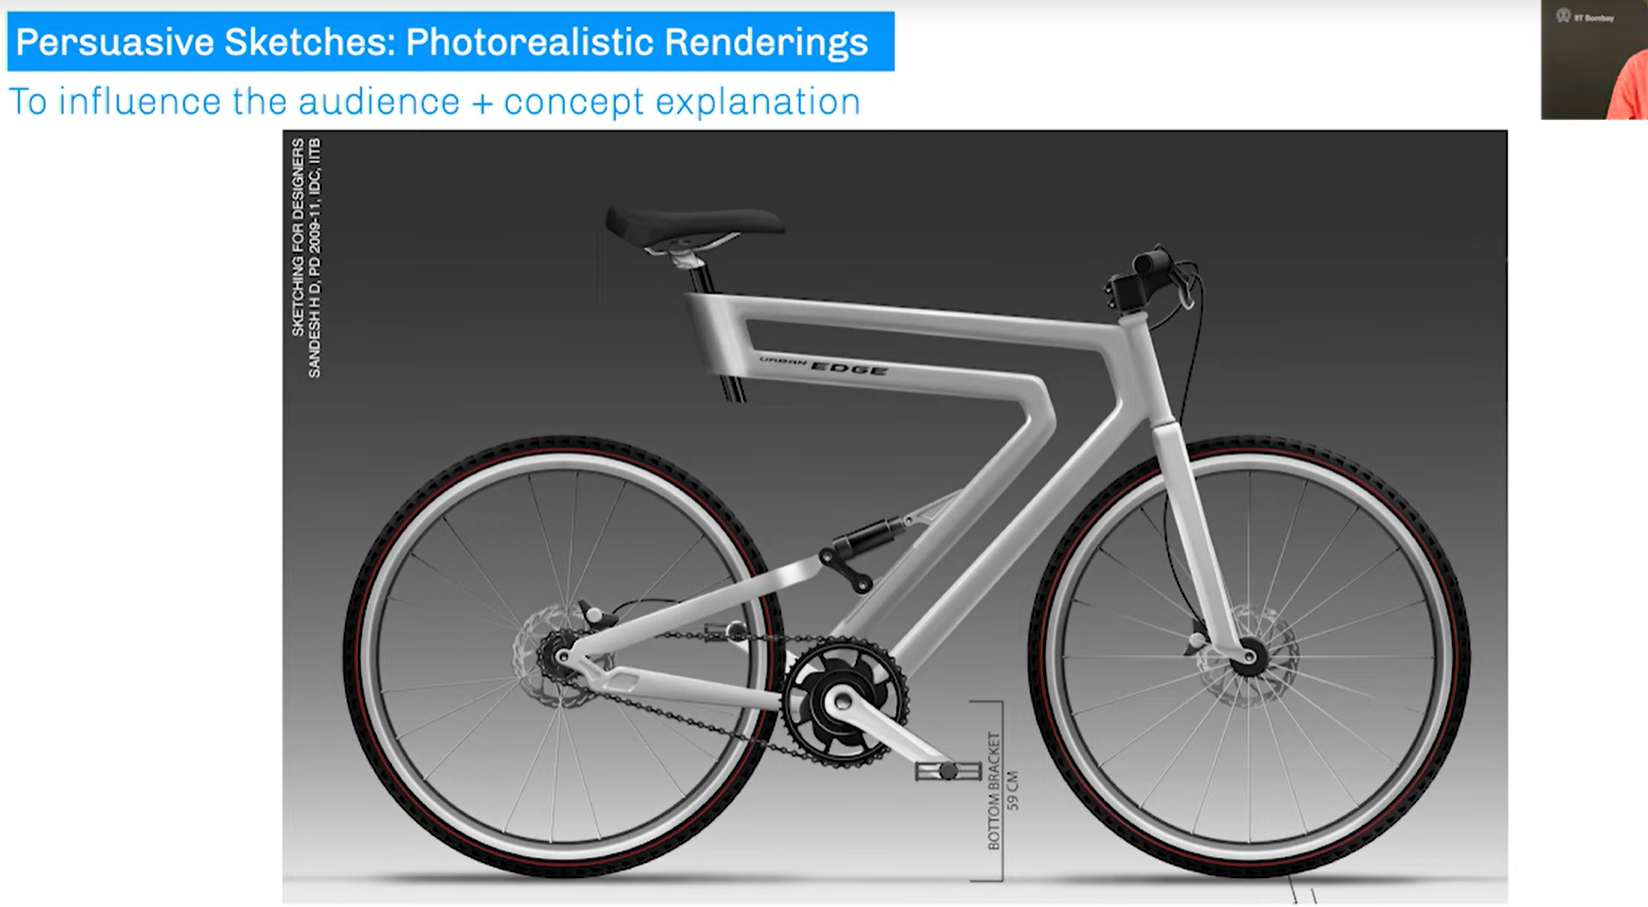 Persuasive Sketches: Photorealistic Renderings
To influence the audience + concept explanation
IIT Bombay
SKETCHING FOR DESIGNERS
SANDESH H D, PD 2009-11, IDC, IITB
URBAN EDGE
BOTTOM BRACKET
59 CM